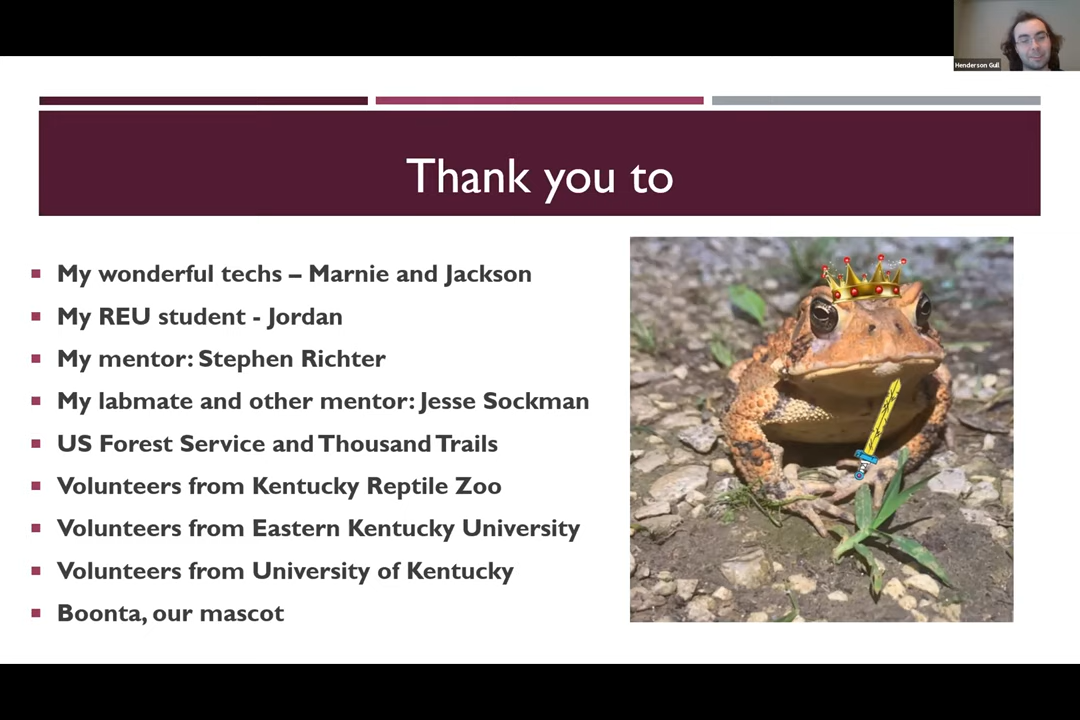 Henderson Gull
Thank you to
My wonderful techs – Marnie and Jackson
My REU student - Jordan
My mentor: Stephen Richter
My labmate and other mentor: Jesse Sockman
US Forest Service and Thousand Trails
Volunteers from Kentucky Reptile Zoo
Volunteers from Eastern Kentucky University
Volunteers from University of Kentucky
Boonta, our mascot